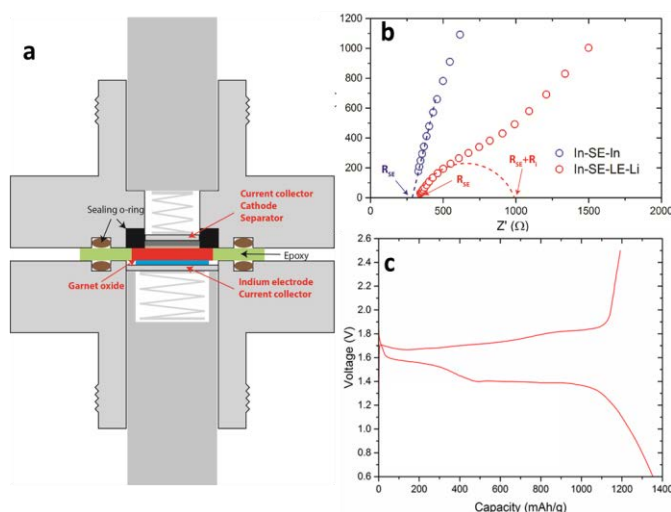 a
Sealing o-ring
Current collector
Cathode
Separator
Epoxy
Garnet oxide
Indium electrode
Current collector
b
1200
1000
800
600
400
200
0
R_SE
R_SE
R_SE+R_i
In-SE-In
In-SE-LE-Li
0 500 1000 1500 2000
Z' (Ω)
c
Voltage (V)
2.6
2.4
2.2
2.0
1.8
1.6
1.4
1.2
1.0
0.8
0.6
0 200 400 600 800 1000 1200 1400
Capacity (mAh/g)